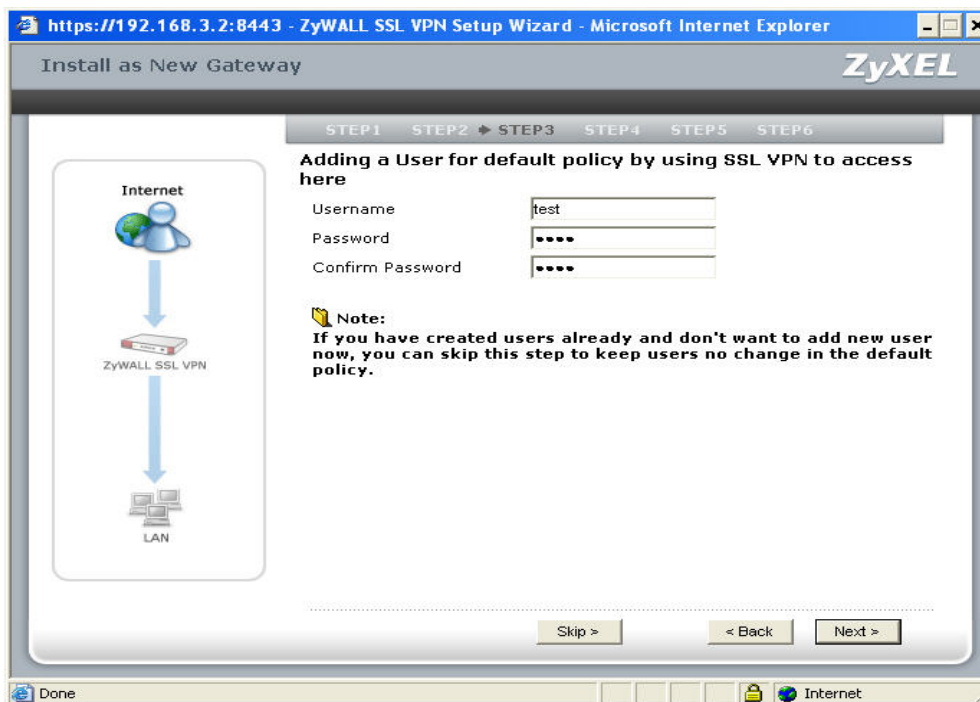 https://192.168.3.2:8443 - ZyWALL SSL VPN Setup Wizard - Microsoft Internet Explorer
Install as New Gateway
ZyXEL
STEP1 STEP2 STEP3 STEP4 STEP5 STEP6
Adding a User for default policy by using SSL VPN to access
here
Username test
Password ••••
Confirm Password ••••
Note:
If you have created users already and don't want to add new user
now, you can skip this step to keep users no change in the default
policy.
Internet
ZyWALL SSL VPN
LAN
Skip > < Back Next >
Done Internet